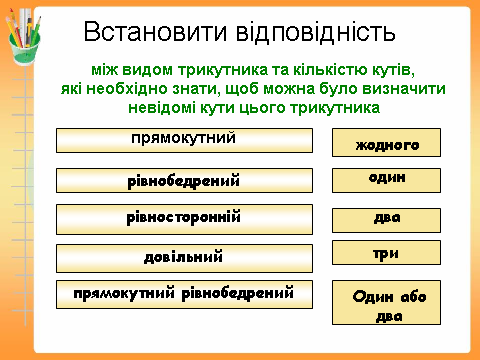 Встановити відповідність
між видом трикутника та кількістю кутів,
які необхідно знати, щоб можна було визначити
невідомі кути цього трикутника
прямокутний
жодного
рівнобедрений
один
рівносторонній
два
довільний
три
прямокутний рівнобедрений
Один або
два